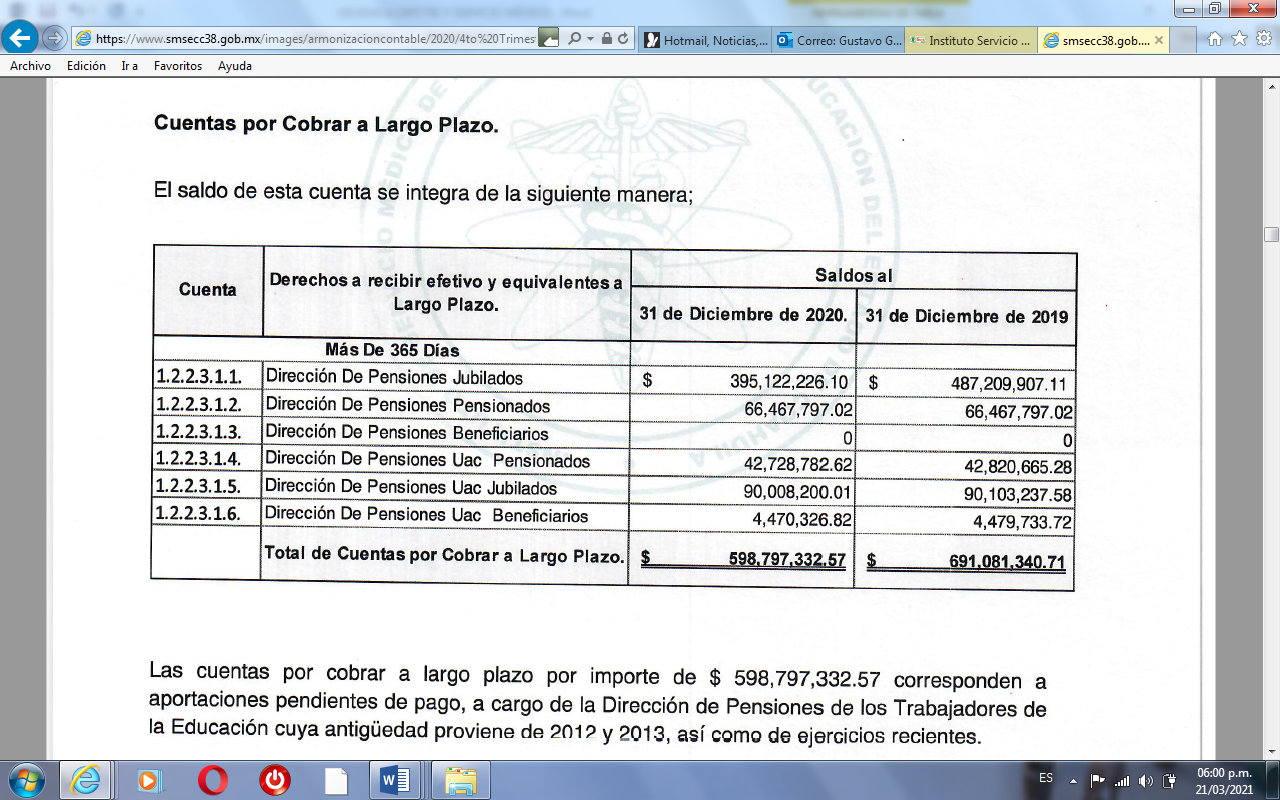 https://www.smsecc38.gob.mx/images/armonizacioncontable/2020/4to%20Trimes
Hotmail, Noticias,...
Correo: Gustavo G...
Instituto Servicio ...
smsecc38.gob....
Archivo Edición Ir a Favoritos Ayuda
Cuentas por Cobrar a Largo Plazo.
El saldo de esta cuenta se integra de la siguiente manera;
Cuenta
Derechos a recibir efetivo y equivalentes a
Largo Plazo.
Saldos al
31 de Diciembre de 2020. 31 de Diciembre de 2019
Más De 365 Días
1.2.2.3.1.1. Dirección De Pensiones Jubilados $ 395,122,226.10 $ 487,209,907.11
1.2.2.3.1.2. Dirección De Pensiones Pensionados 66,467,797.02 66,467,797.02
1.2.2.3.1.3. Dirección De Pensiones Beneficiarios 0 0
1.2.2.3.1.4. Dirección De Pensiones Uac Pensionados 42,728,782.62 42,820,665.28
1.2.2.3.1.5. Dirección De Pensiones Uac Jubilados 90,008,200.01 90,103,237.58
1.2.2.3.1.6. Dirección De Pensiones Uac Beneficiarios 4,470,326.82 4,479,733.72
Total de Cuentas por Cobrar a Largo Plazo. $ 598,797,332.57 $ 691,081,340.71
Las cuentas por cobrar a largo plazo por importe de $ 598,797,332.57 corresponden a
aportaciones pendientes de pago, a cargo de la Dirección de Pensiones de los Trabajadores de
la Educación cuya antigüedad proviene de 2012 y 2013, así como de ejercicios recientes.
ES
06:00 p.m.
21/03/2021